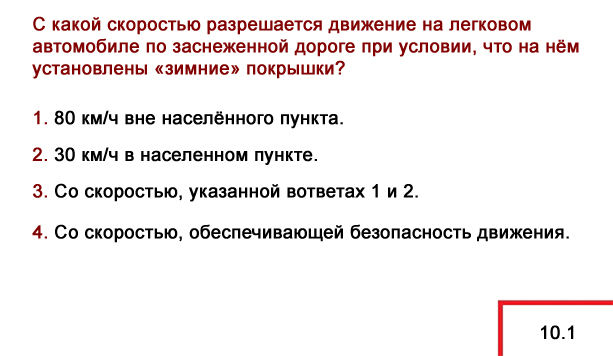 С какой скоростью разрешается движение на легковом
автомобиле по заснеженной дороге при условии, что на нём
установлены «зимние» покрышки?
1. 80 км/ч вне населённого пункта.
2. 30 км/ч в населенном пункте.
3. Со скоростью, указанной вответах 1 и 2.
4. Со скоростью, обеспечивающей безопасность движения.
10.1